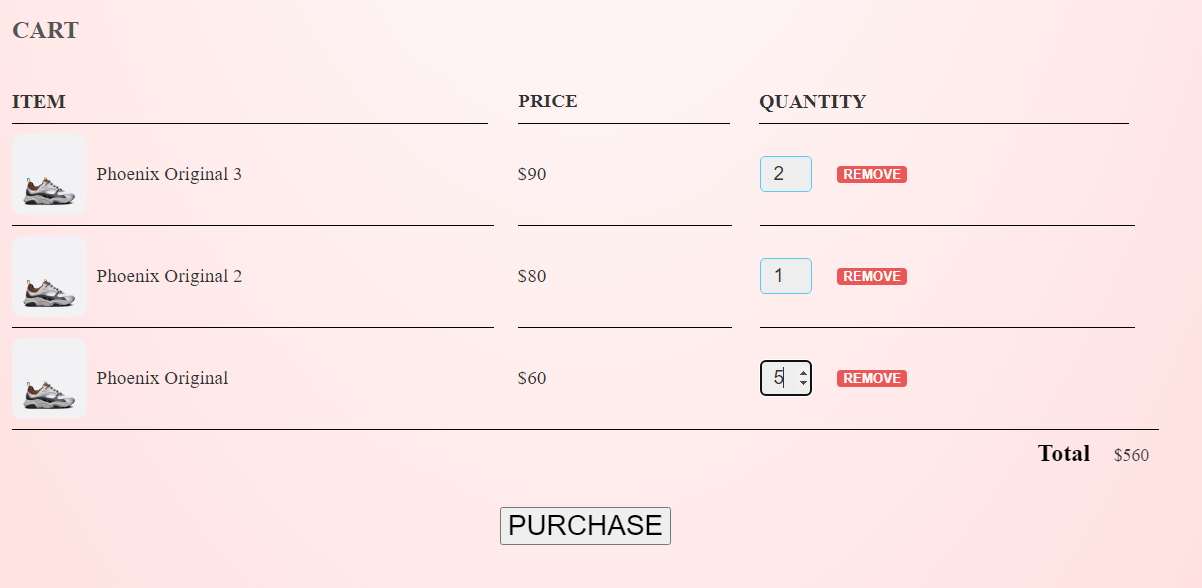 CART
ITEM PRICE QUANTITY
Phoenix Original 3 $90 2 REMOVE
Phoenix Original 2 $80 1 REMOVE
Phoenix Original $60 5 REMOVE
Total $560
PURCHASE